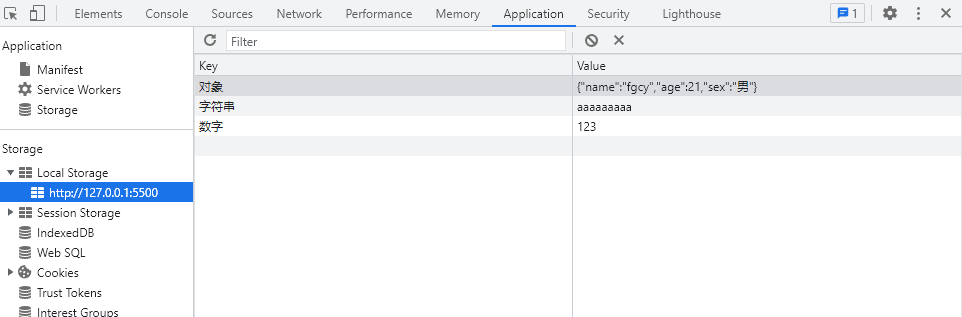 Elements Console Sources Network Performance Memory Application Security Lighthouse 1
Application
Manifest
Service Workers
Storage
Storage
Local Storage
http://127.0.0.1:5500
Session Storage
IndexedDB
Web SQL
Cookies
Trust Tokens
Interest Groups
Filter
Key Value
对象 {"name":"fgcy","age":21,"sex":"男"}
字符串 aaaaaaaaa
数字 123